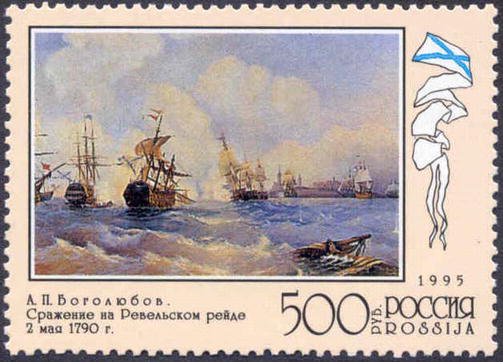 1995
А. П. Боголюбов.
Сражение на Ревельском рейде
2 мая 1790 г.
500 РУБ. РОССИЯ
ROSSIJA